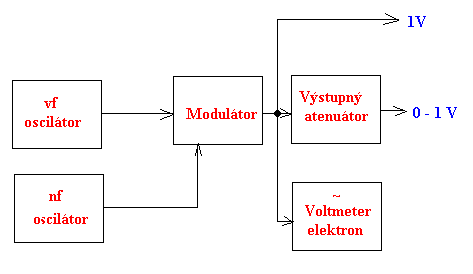 vf
oscilátor
nf
oscilátor
Modulátor
1V
Výstupný
atenuátor
0 - 1 V
~
Voltmeter
elektron